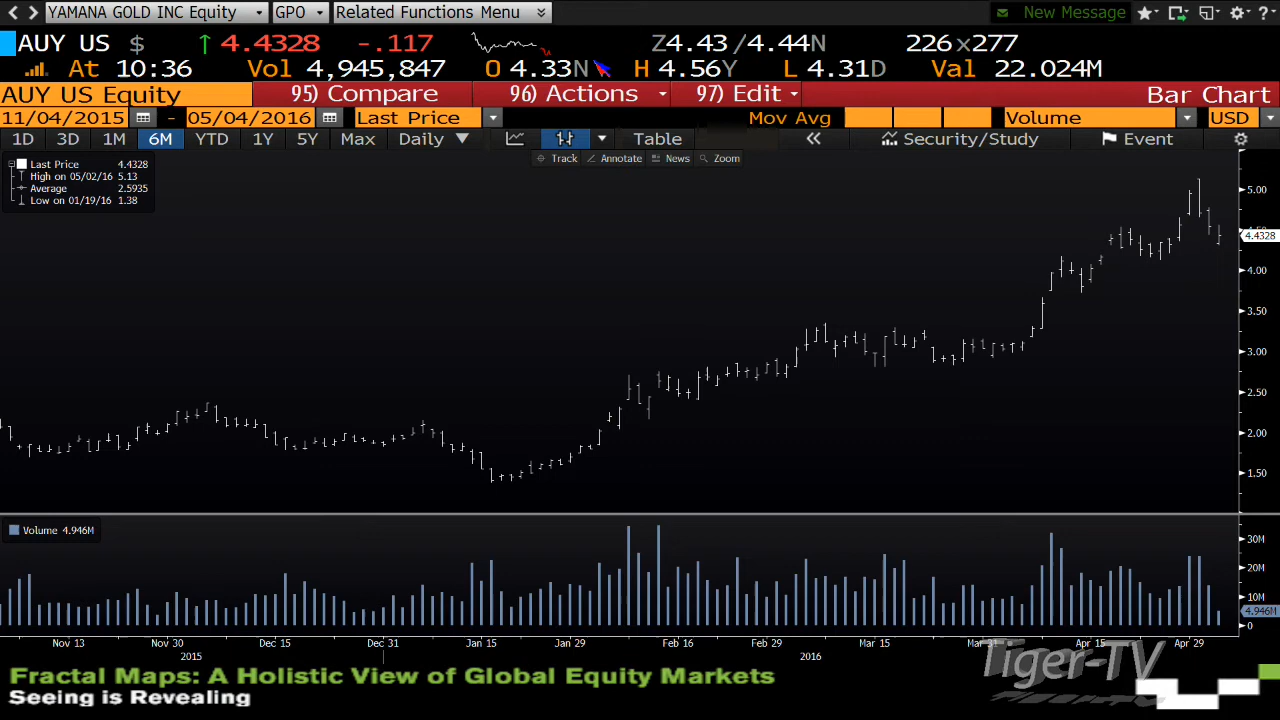 YAMANA GOLD INC Equity GPO Related Functions Menu New Message
AUY US $ ↑ 4.4328 -.117 Z4.43 /4.44N 226 x277
At 10:36 Vol 4,945,847 O 4.33N H 4.56Y L 4.31D Val 22.024M
AUY US Equity 95) Compare 96) Actions 97) Edit Bar Chart
11/04/2015 - 05/04/2016 Last Price Mov Avg Volume USD
1D 3D 1M 6M YTD 1Y 5Y Max Daily ▼ Table « Security/Study Event
Track Annotate News Zoom
Last Price 4.4328
High on 05/02/16 5.13
Average 2.5935
Low on 01/19/16 1.38
5.00
4.4328
4.00
3.50
3.00
2.50
2.00
1.50
Volume 4.946M
30M
20M
10M
4.946M
0
Nov 13 Nov 30 Dec 15 Dec 31 Jan 15 Jan 29 Feb 16 Feb 29 Mar 15 Mar 31 Apr 15 Apr 29
2015 2016
Tiger-TV
Fractal Maps: A Holistic View of Global Equity Markets
Seeing is Revealing